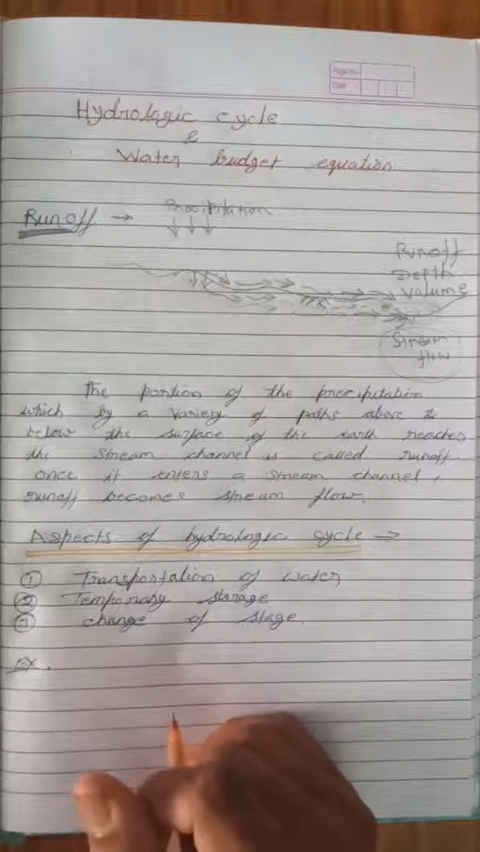 Page No
Date
Hydrologic cycle
&
Water budget equation
Runoff → Precipitation
Runoff
Depth
Volume
Stream
flow
The portion of the precipitation
which by a variety of paths above &
below the surface of the earth reaches
the stream channel is called runoff
once it enters a stream channel,
runoff becomes stream flow.
Aspects of hydrologic cycle →
① Transportation of water
② Temporary storage
③ change of stage.
Ex.